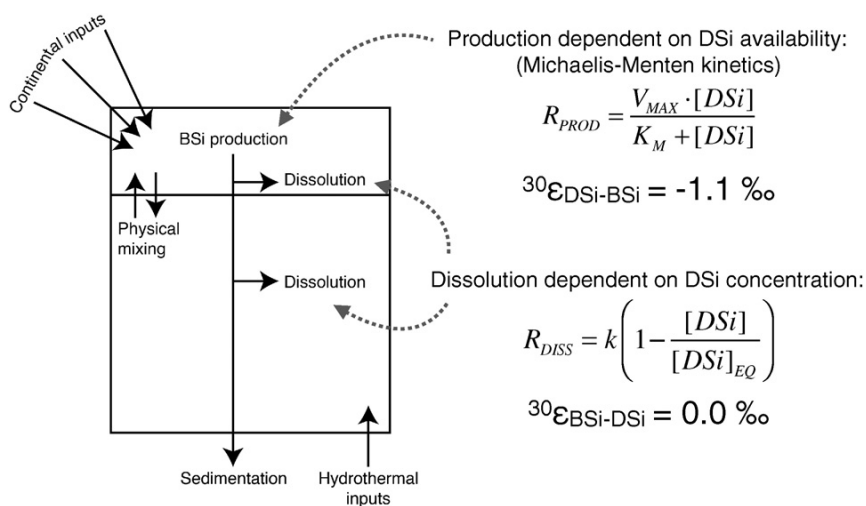 Continental inputs
BSi production
Dissolution
Physical
mixing
Dissolution
Sedimentation
Hydrothermal
inputs
Production dependent on DSi availability:
(Michaelis-Menten kinetics)
R_PROD = V_MAX · [DSi] / K_M + [DSi]
³⁰εDSi-BSi = -1.1 ‰
Dissolution dependent on DSi concentration:
R_DISS = k(1 − [DSi] / [DSi]_EQ)
³⁰εBSi-DSi = 0.0 ‰